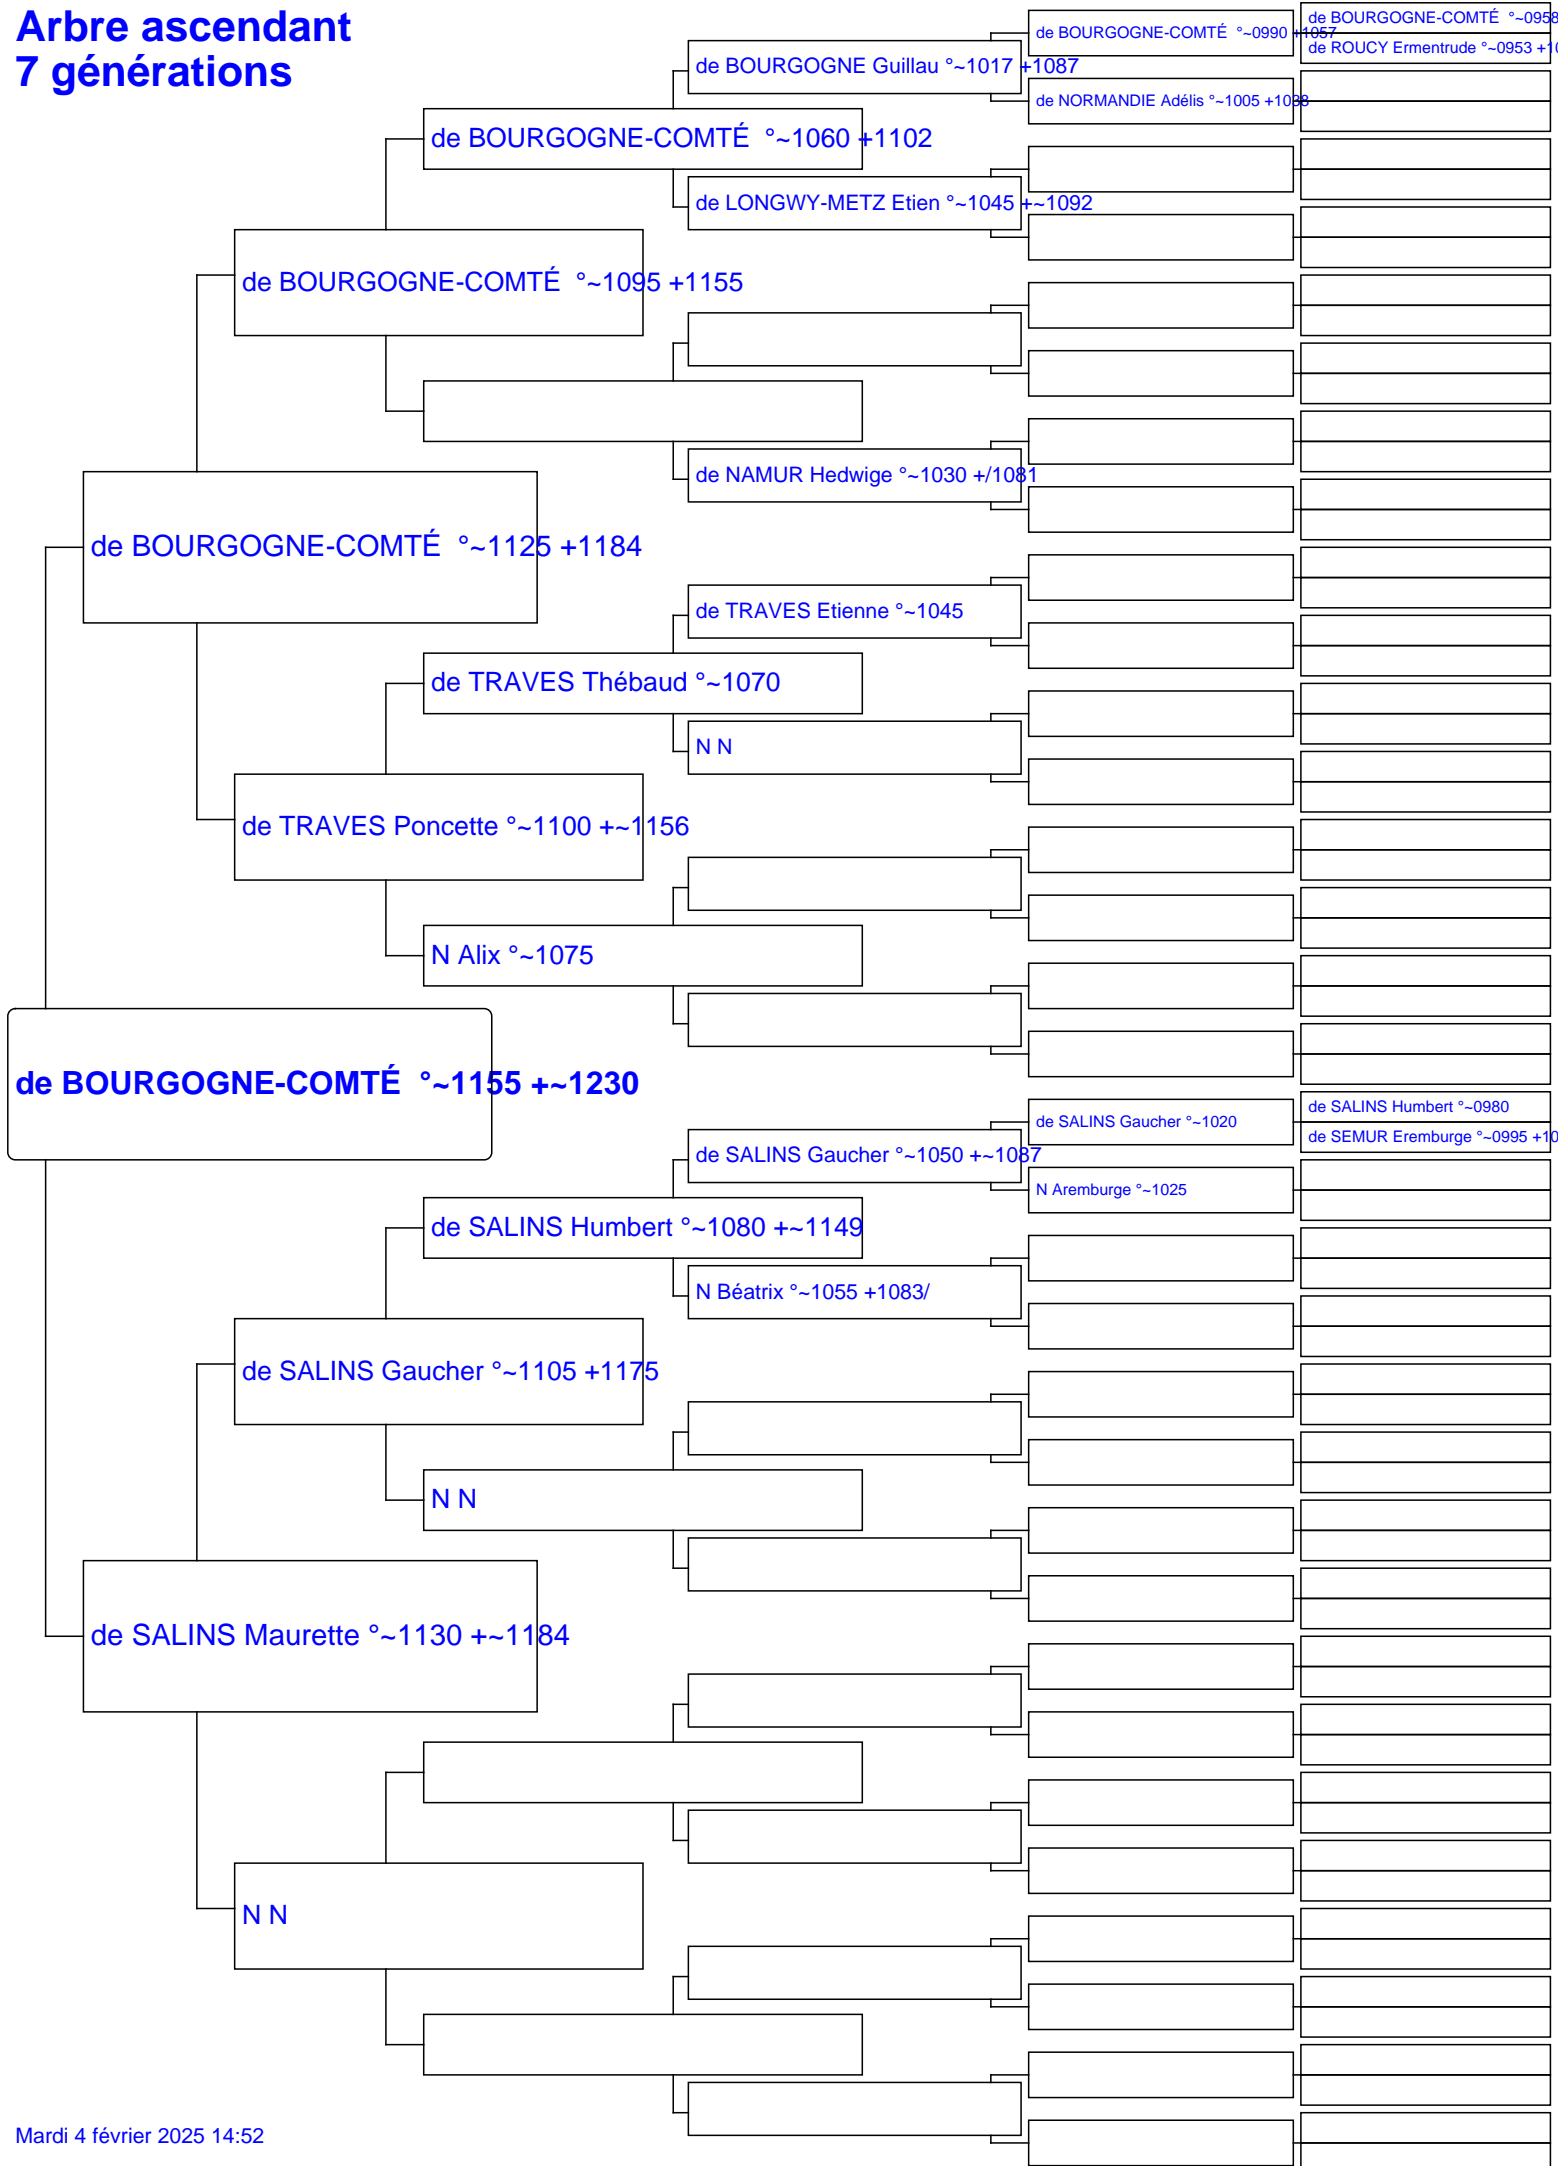 Arbre ascendant
7 générations
de BOURGOGNE-COMTÉ °~0958
de BOURGOGNE-COMTÉ °~0990 +1057
de ROUCY Ermentrude °~0953 +10
de BOURGOGNE Guillau °~1017 +1087
de NORMANDIE Adélis °~1005 +1038
de BOURGOGNE-COMTÉ °~1060 +1102
de LONGWY-METZ Etien °~1045 +~1092
de BOURGOGNE-COMTÉ °~1095 +1155
de NAMUR Hedwige °~1030 +/1081
de BOURGOGNE-COMTÉ °~1125 +1184
de TRAVES Etienne °~1045
de TRAVES Thébaud °~1070
N N
de TRAVES Poncette °~1100 +~1156
N Alix °~1075
de BOURGOGNE-COMTÉ °~1155 +~1230
de SALINS Humbert °~0980
de SALINS Gaucher °~1020
de SEMUR Eremburge °~0995 +10
de SALINS Gaucher °~1050 +~1087
N Aremburge °~1025
de SALINS Humbert °~1080 +~1149
N Béatrix °~1055 +1083/
de SALINS Gaucher °~1105 +1175
N N
de SALINS Maurette °~1130 +~1184
N N
Mardi 4 février 2025 14:52